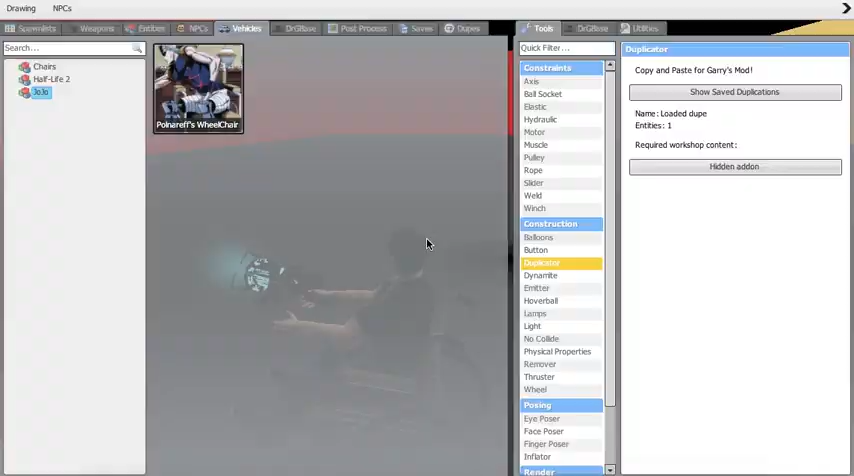 Drawing NPCs
Spawnlists Weapons Entities NPCs Vehicles DrGBase Post Process Saves Dupes
Search...
Chairs
Half-Life 2
JoJo
Polnareff's WheelChair
Tools DrGBase Utilities
Quick Filter...
Constraints
Axis
Ball Socket
Elastic
Hydraulic
Motor
Muscle
Pulley
Rope
Slider
Weld
Winch
Construction
Balloons
Button
Duplicator
Dynamite
Emitter
Hoverball
Lamps
Light
No Collide
Physical Properties
Remover
Thruster
Wheel
Posing
Eye Poser
Face Poser
Finger Poser
Inflator
Render
Duplicator
Copy and Paste for Garry's Mod!
Show Saved Duplications
Name: Loaded dupe
Entities: 1
Required workshop content:
Hidden addon